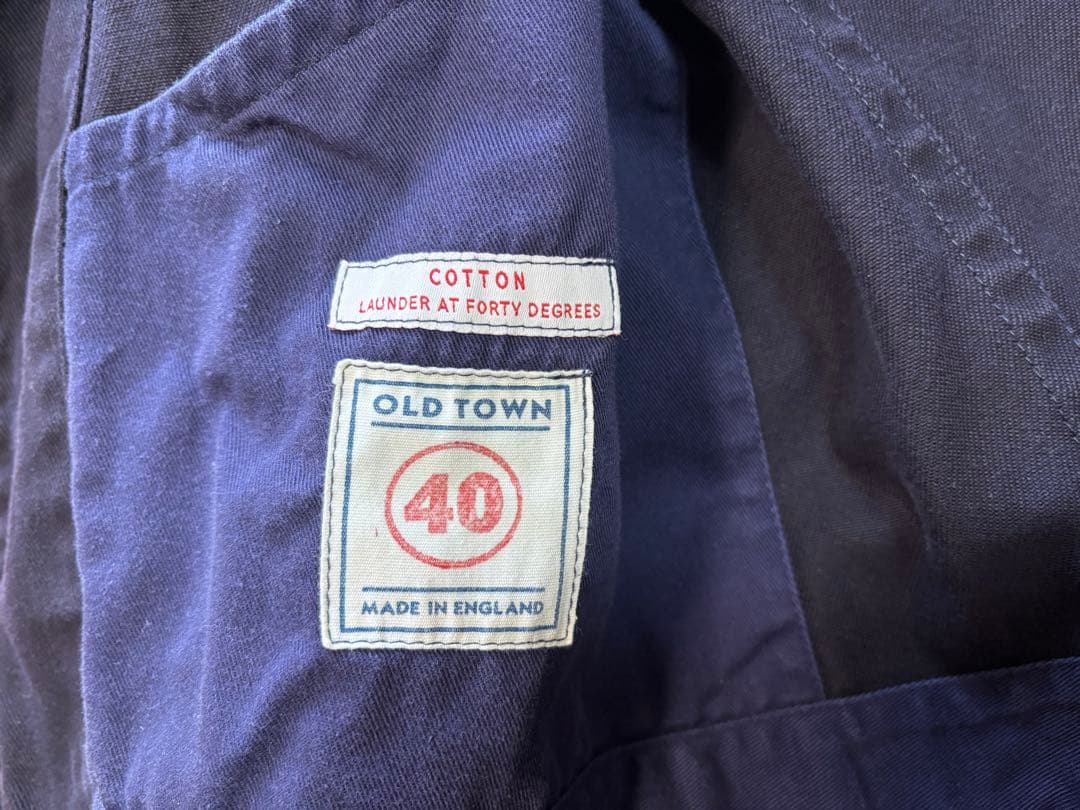 COTTON
LAUNDER AT FORTY DEGREES
OLD TOWN
40
MADE IN ENGLAND